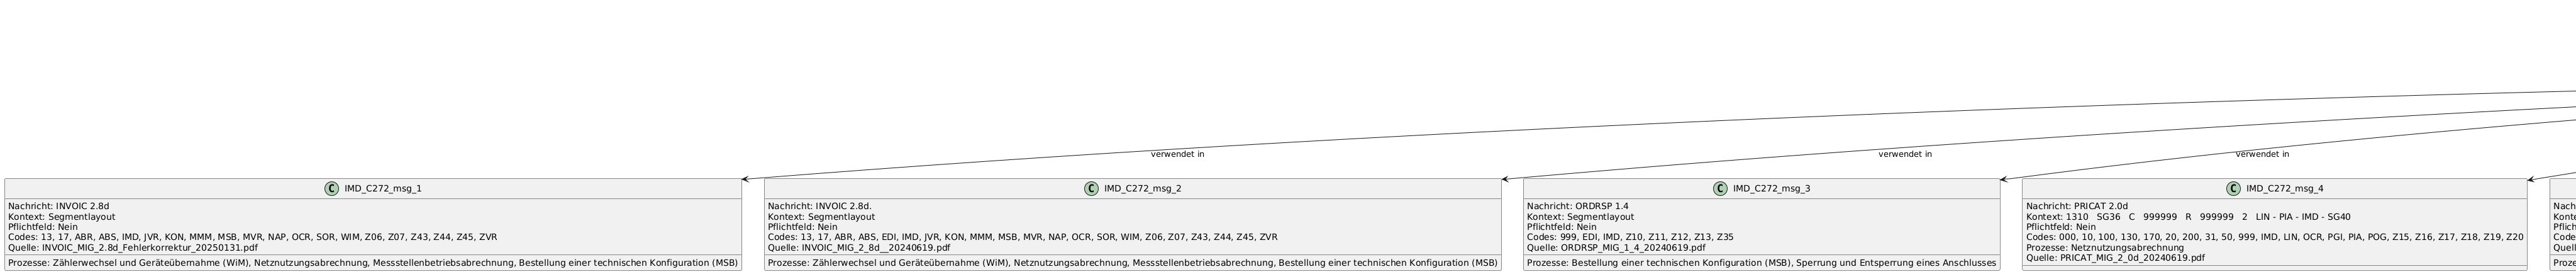 verwendet in
verwendet in
verwendet in
C IMD_C272_msg_1
Nachricht: INVOIC 2.8d
Kontext: Segmentlayout
Pflichtfeld: Nein
Codes: 13, 17, ABR, ABS, IMD, JVR, KON, MMM, MSB, MVR, NAP, OCR, SOR, WIM, Z06, Z07, Z43, Z44, Z45, ZVR
Quelle: INVOIC_MIG_2.8d_Fehlerkorrektur_20250131.pdf
Prozesse: Zählerwechsel und Geräteübernahme (WiM), Netznutzungsabrechnung, Messstellenbetriebsabrechnung, Bestellung einer technischen Konfiguration (MSB)
C IMD_C272_msg_2
Nachricht: INVOIC 2.8d.
Kontext: Segmentlayout
Pflichtfeld: Nein
Codes: 13, 17, ABR, ABS, EDI, IMD, JVR, KON, MMM, MSB, MVR, NAP, OCR, SOR, WIM, Z06, Z07, Z43, Z44, Z45, ZVR
Quelle: INVOIC_MIG_2_8d__20240619.pdf
Prozesse: Zählerwechsel und Geräteübernahme (WiM), Netznutzungsabrechnung, Messstellenbetriebsabrechnung, Bestellung einer technischen Konfiguration (MSB)
C IMD_C272_msg_3
Nachricht: ORDRSP 1.4
Kontext: Segmentlayout
Pflichtfeld: Nein
Codes: 999, EDI, IMD, Z10, Z11, Z12, Z13, Z35
Quelle: ORDRSP_MIG_1_4_20240619.pdf
Prozesse: Bestellung einer technischen Konfiguration (MSB), Sperrung und Entsperrung eines Anschlusses
C IMD_C272_msg_4
Nachricht: PRICAT 2.0d
Kontext: 1310 SG36 C 999999 R 999999 2 LIN - PIA - IMD - SG40
Pflichtfeld: Nein
Codes: 000, 10, 100, 130, 170, 20, 200, 31, 50, 999, IMD, LIN, OCR, PGI, PIA, POG, Z15, Z16, Z17, Z18, Z19, Z20
Prozesse: Netznutzungsabrechnung
Quelle: PRICAT_MIG_2_0d_20240619.pdf